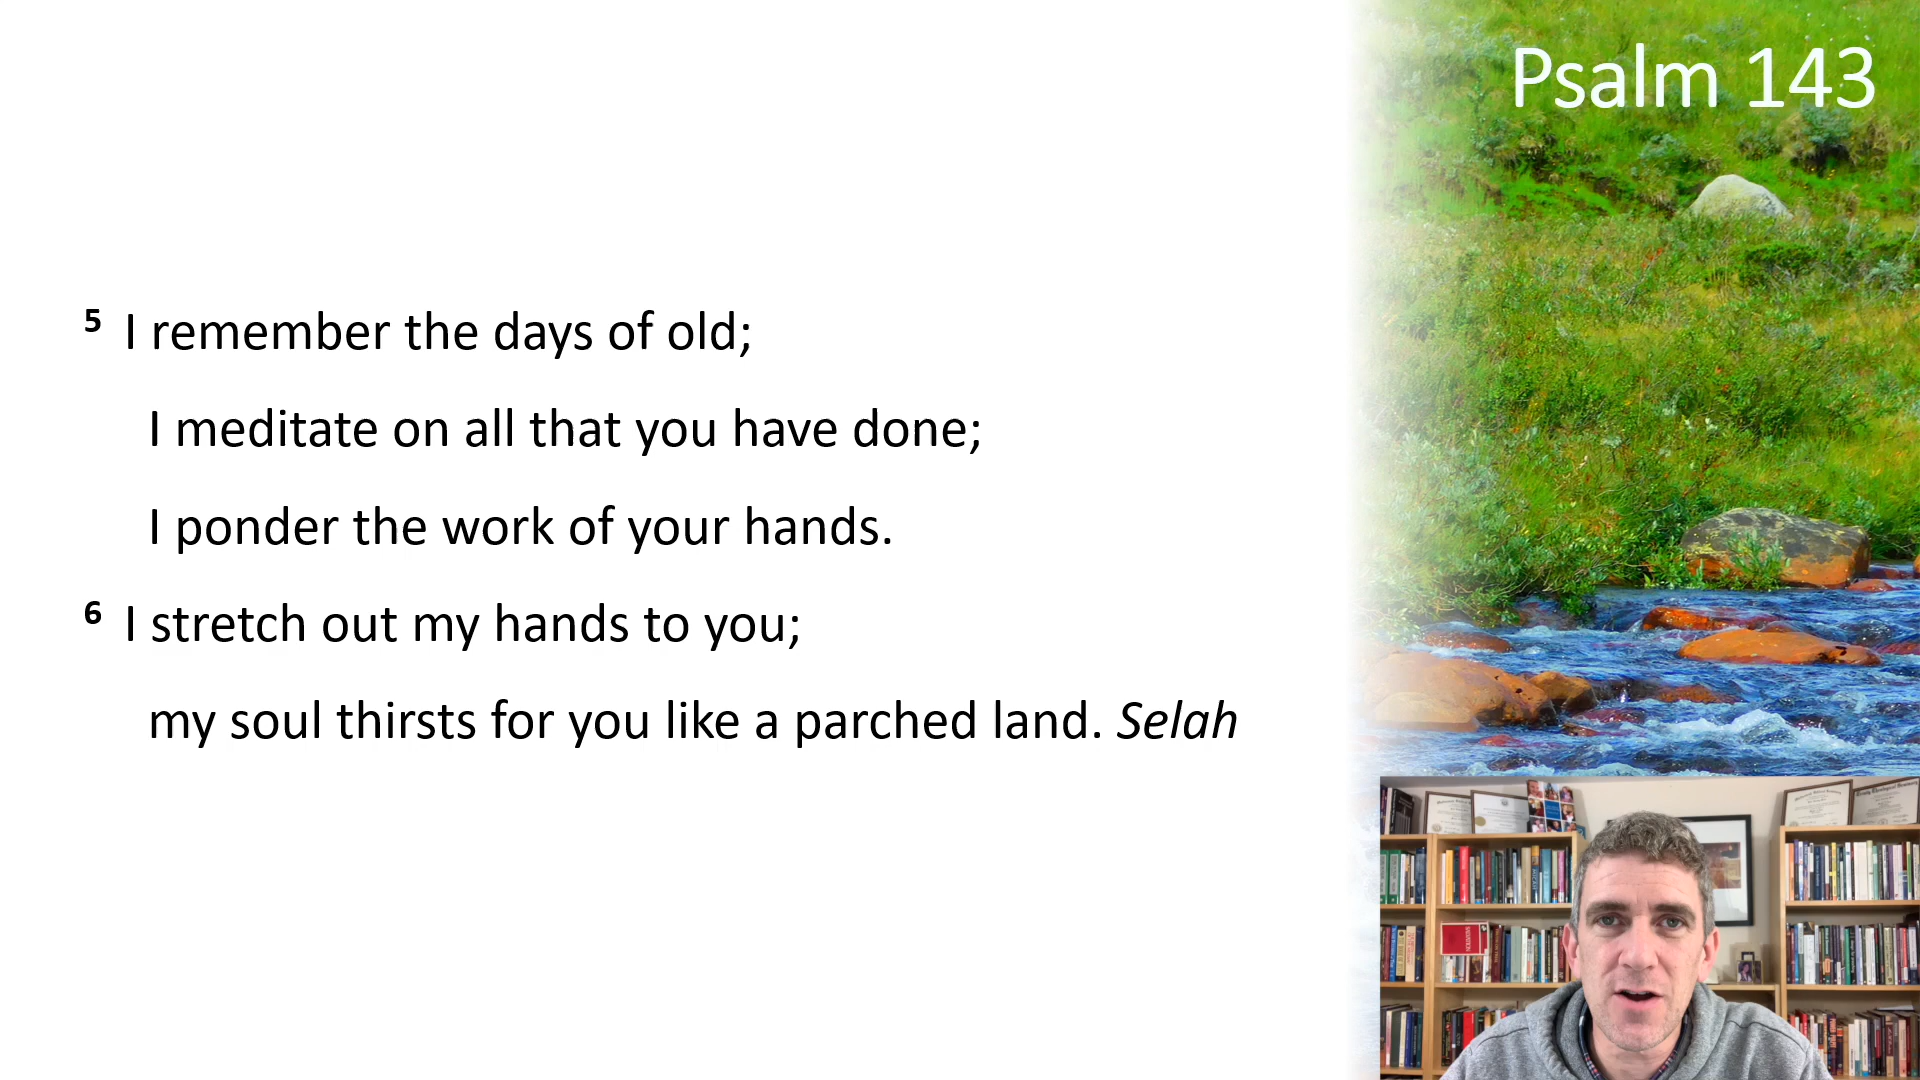 Psalm 143
5 I remember the days of old;
I meditate on all that you have done;
I ponder the work of your hands.
6 I stretch out my hands to you;
my soul thirsts for you like a parched land. Selah